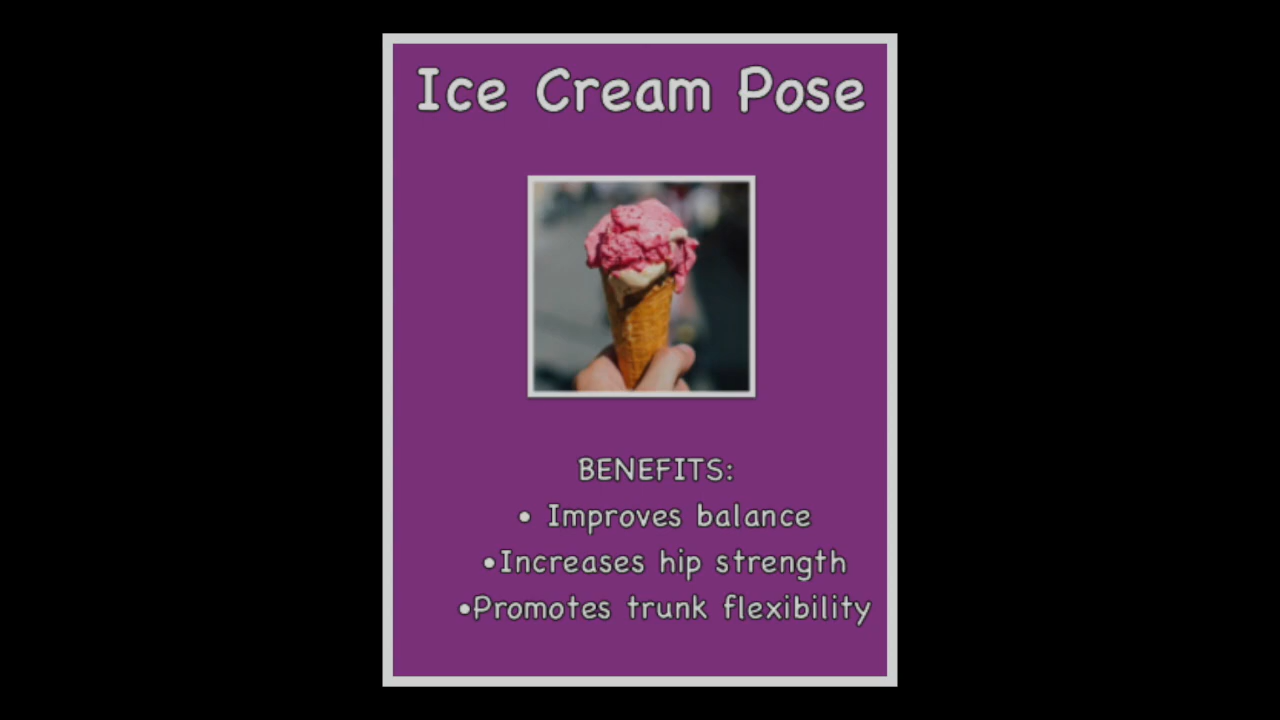 Ice Cream Pose
BENEFITS:
• Improves balance
•Increases hip strength
•Promotes trunk flexibility